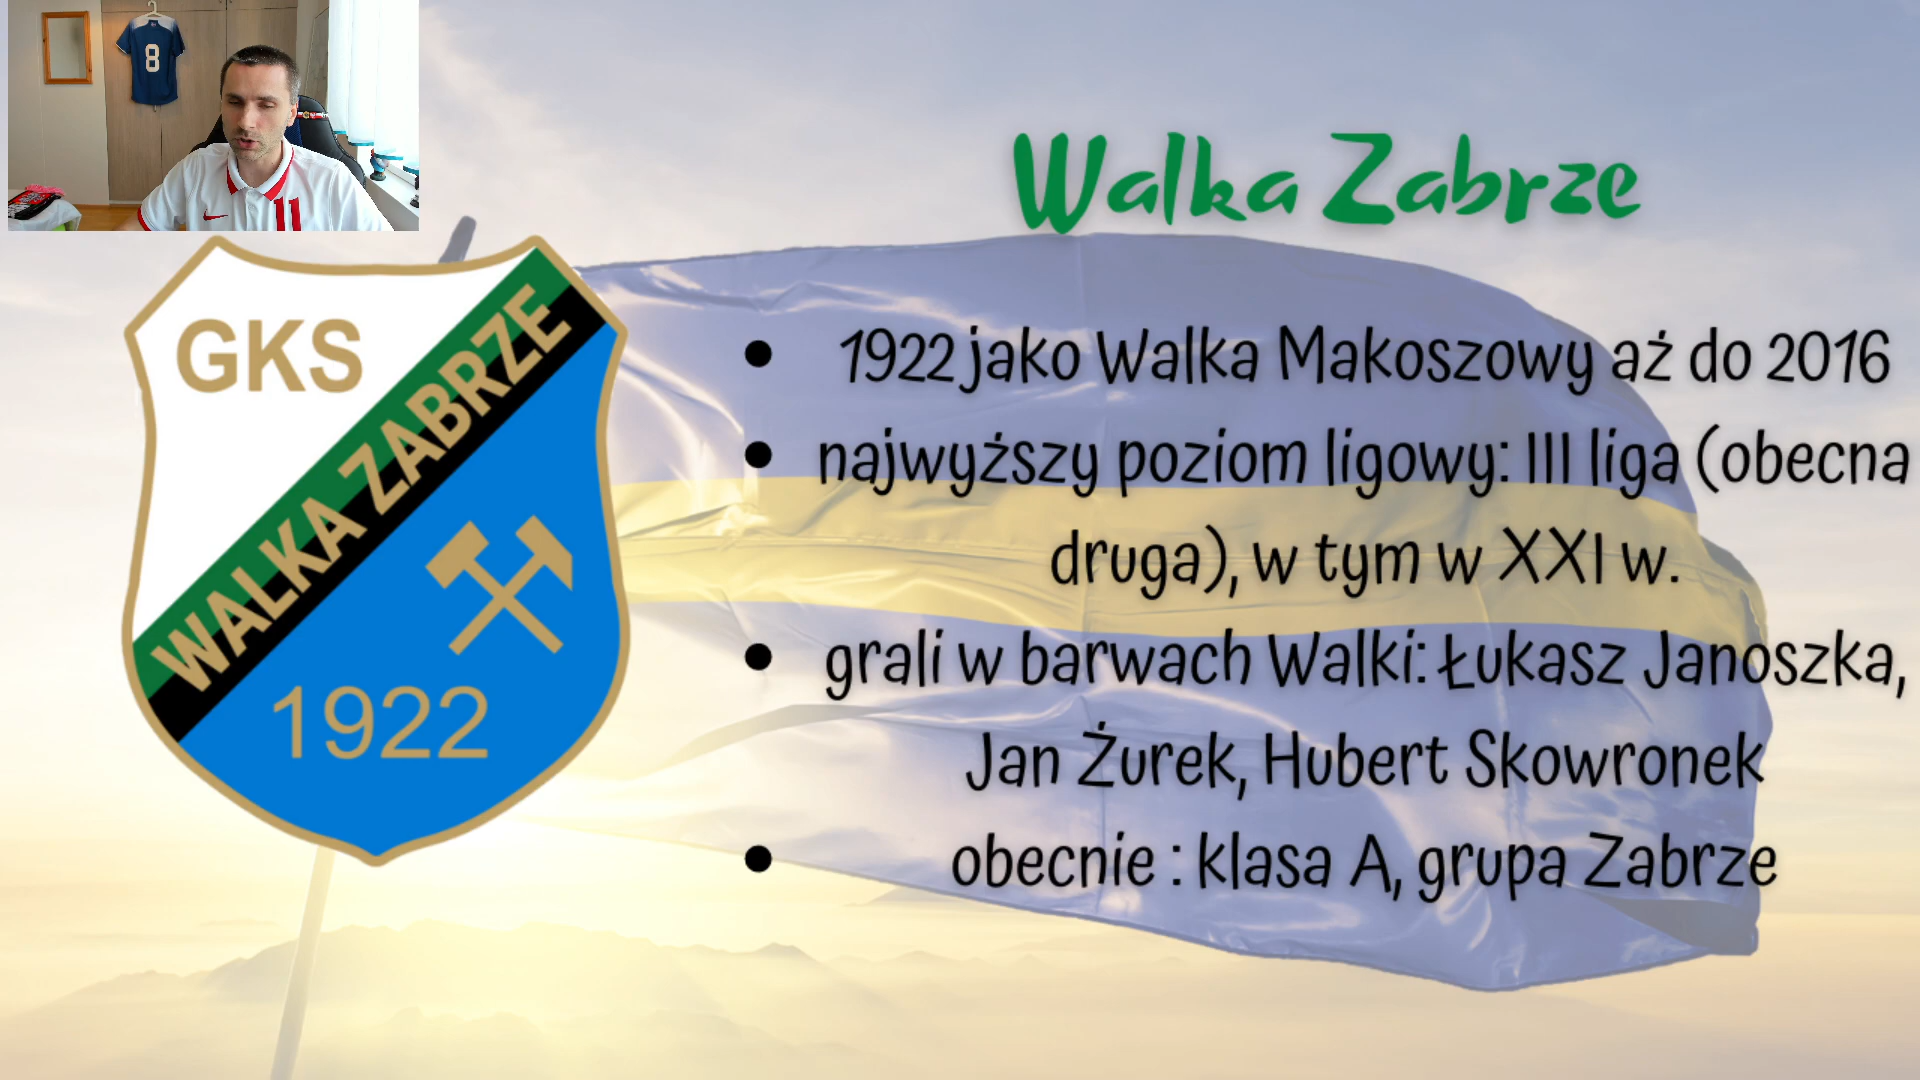 8
11
Walka Zabrze
GKS
WALKA ZABRZE
1922
1922 jako Walka Makoszowy aż do 2016
najwyższy poziom ligowy: III liga (obecna
druga), w tym w XXI w.
grali w barwach Walki: Łukasz Janoszka,
Jan Żurek, Hubert Skowronek
obecnie : klasa A, grupa Zabrze